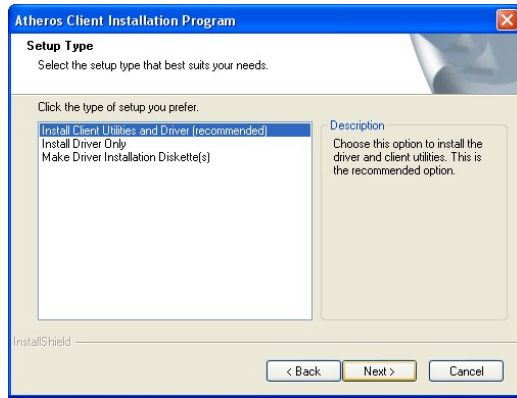 Atheros Client Installation Program
Setup Type
Select the setup type that best suits your needs.
Click the type of setup you prefer.
Install Client Utilities and Driver (recommended)
Install Driver Only
Make Driver Installation Diskette(s)
Description
Choose this option to install the
driver and client utilities. This is
the recommended option.
InstallShield
< Back
Next >
Cancel